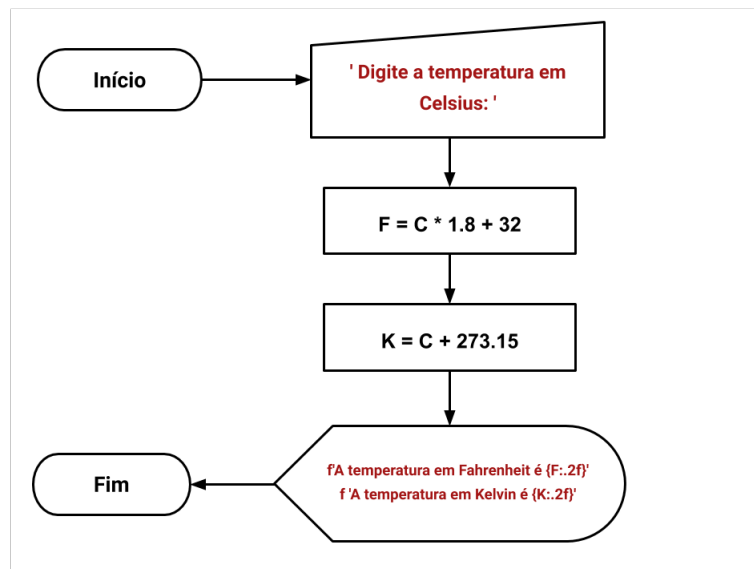 Início
' Digite a temperatura em
Celsius: '
F = C * 1.8 + 32
K = C + 273.15
f'A temperatura em Fahrenheit é {F:.2f}'
f 'A temperatura em Kelvin é {K:.2f}'
Fim